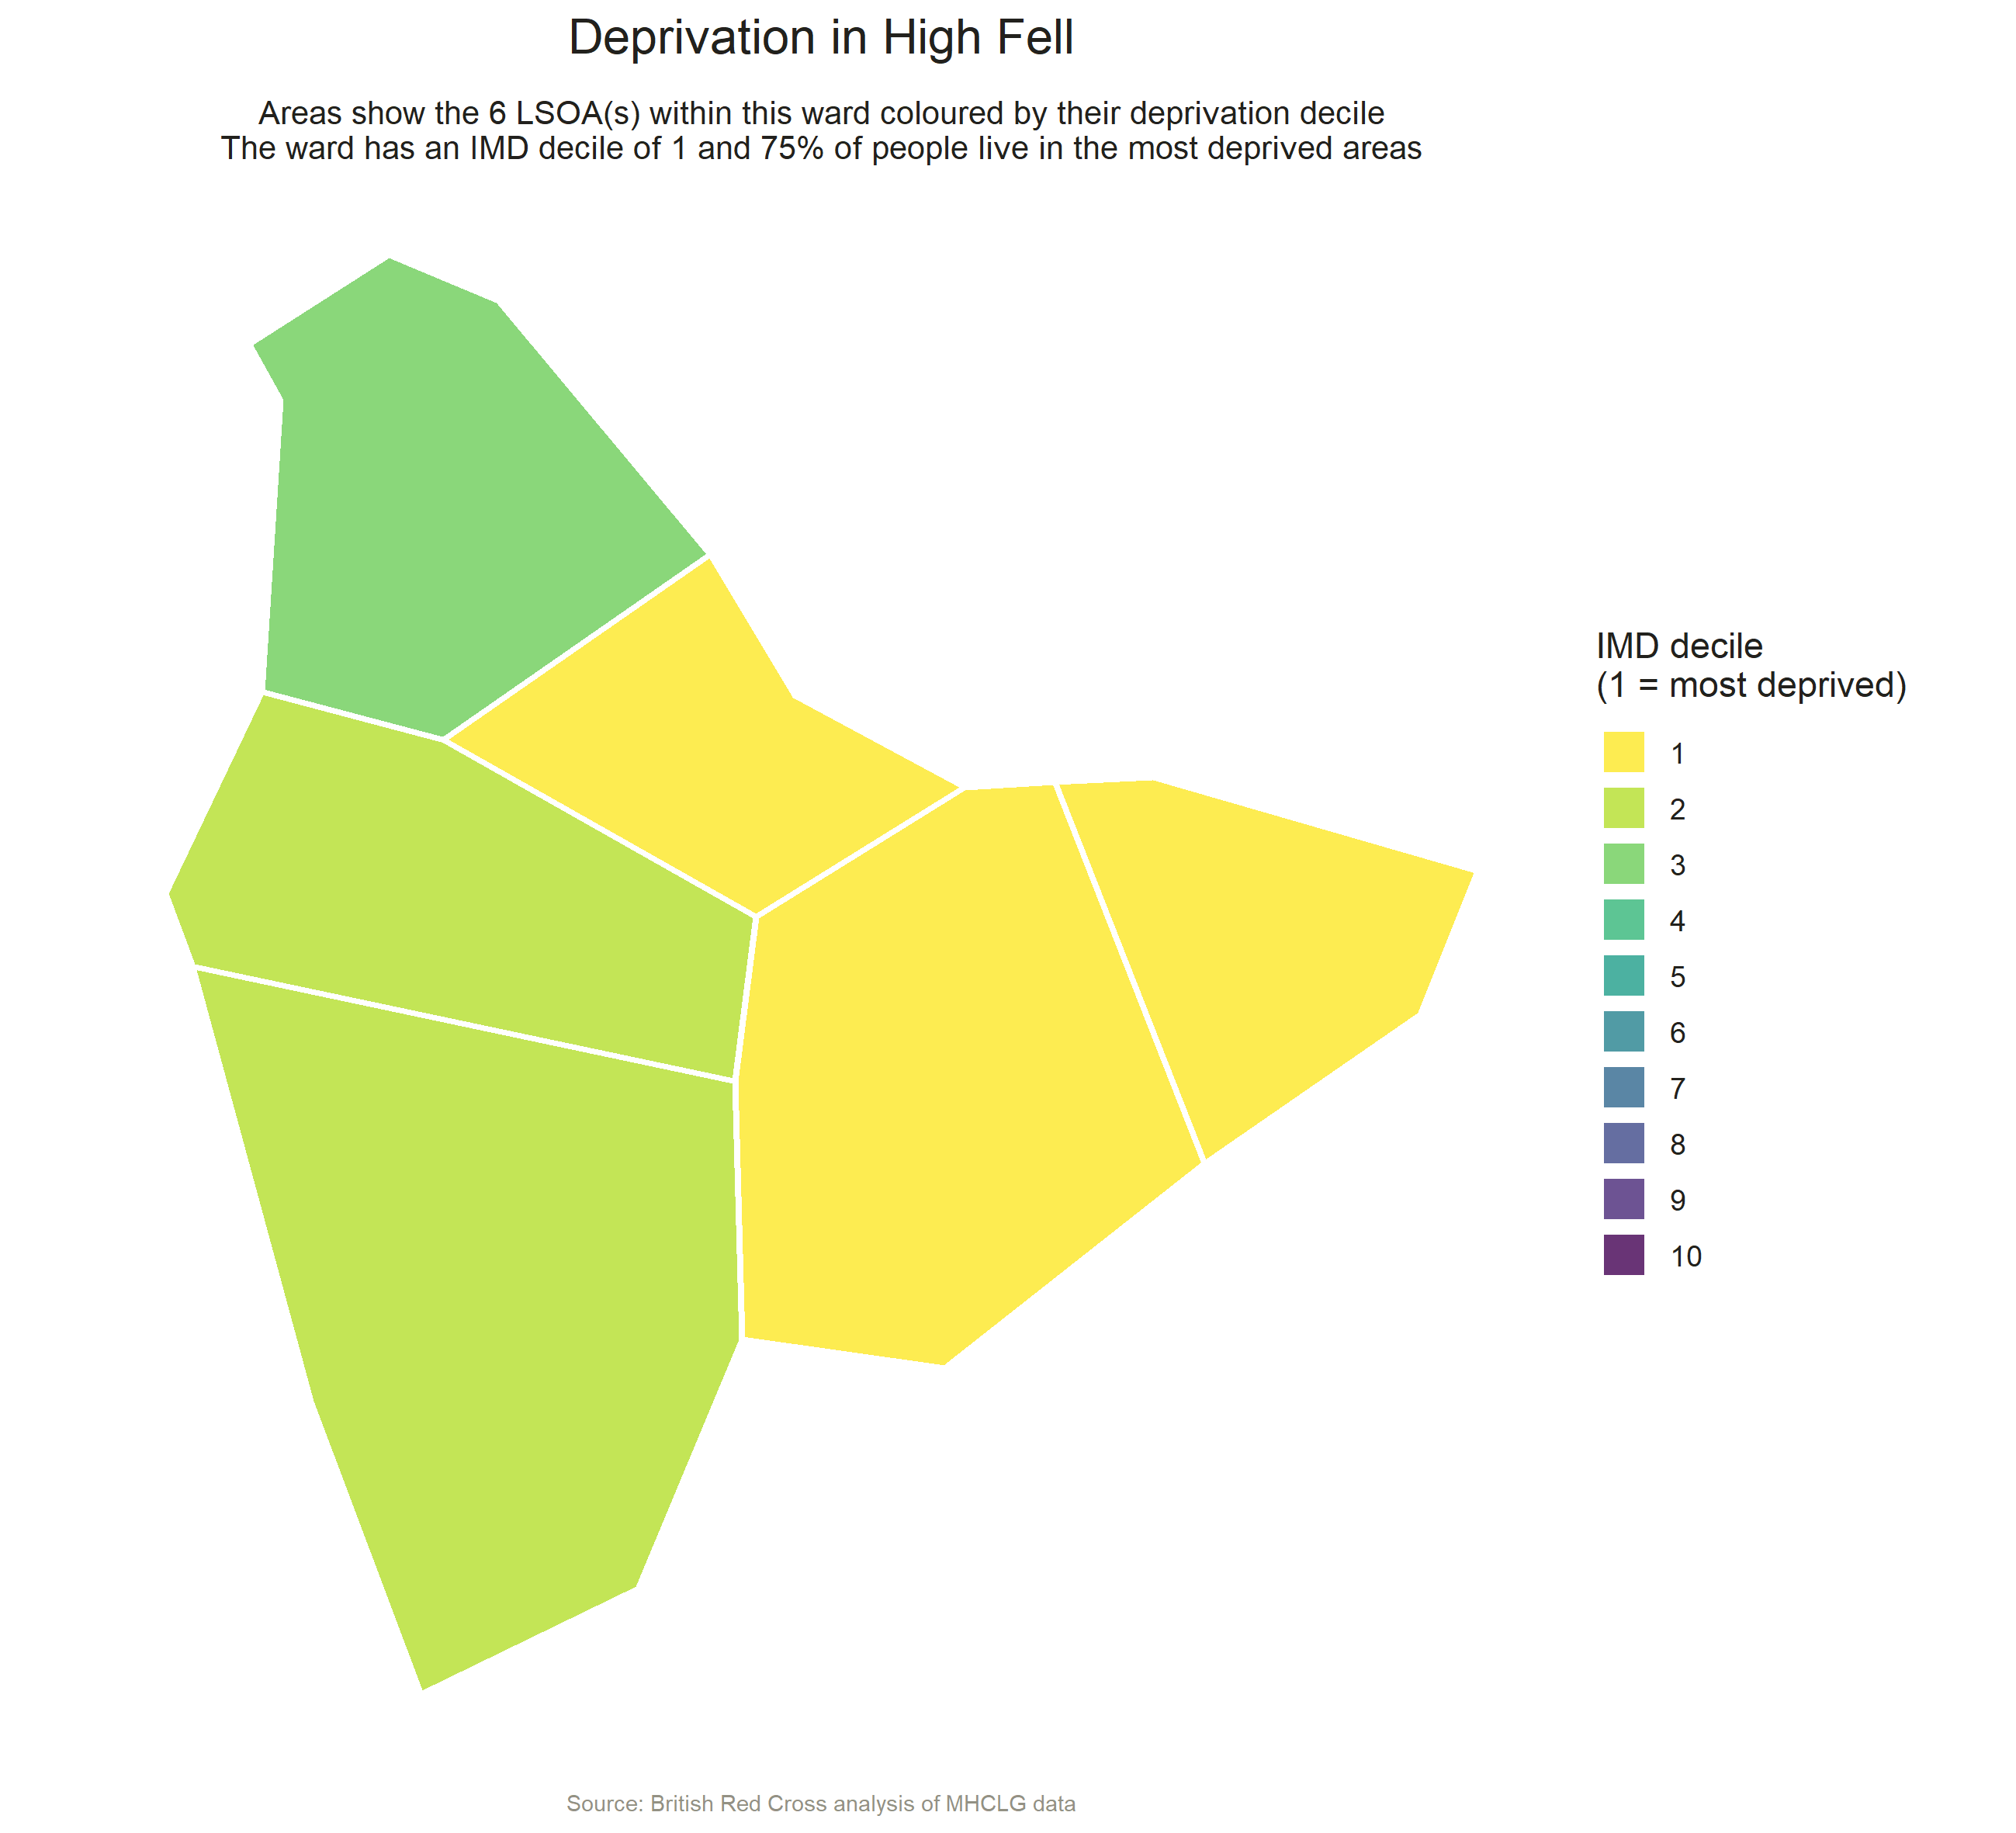 Deprivation in High Fell
Areas show the 6 LSOA(s) within this ward coloured by their deprivation decile
The ward has an IMD decile of 1 and 75% of people live in the most deprived areas
IMD decile
(1 = most deprived)
1
2
3
4
5
6
7
8
9
10
Source: British Red Cross analysis of MHCLG data